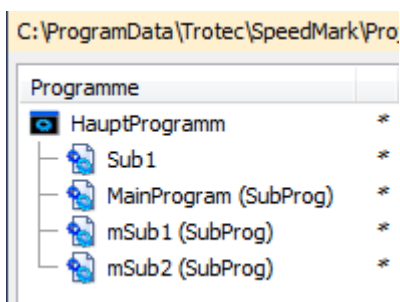 C:\ProgramData\Trotec\SpeedMark\Pro
Programme
HauptProgramm *
Sub1 *
MainProgram (SubProg) *
mSub1 (SubProg) *
mSub2 (SubProg) *